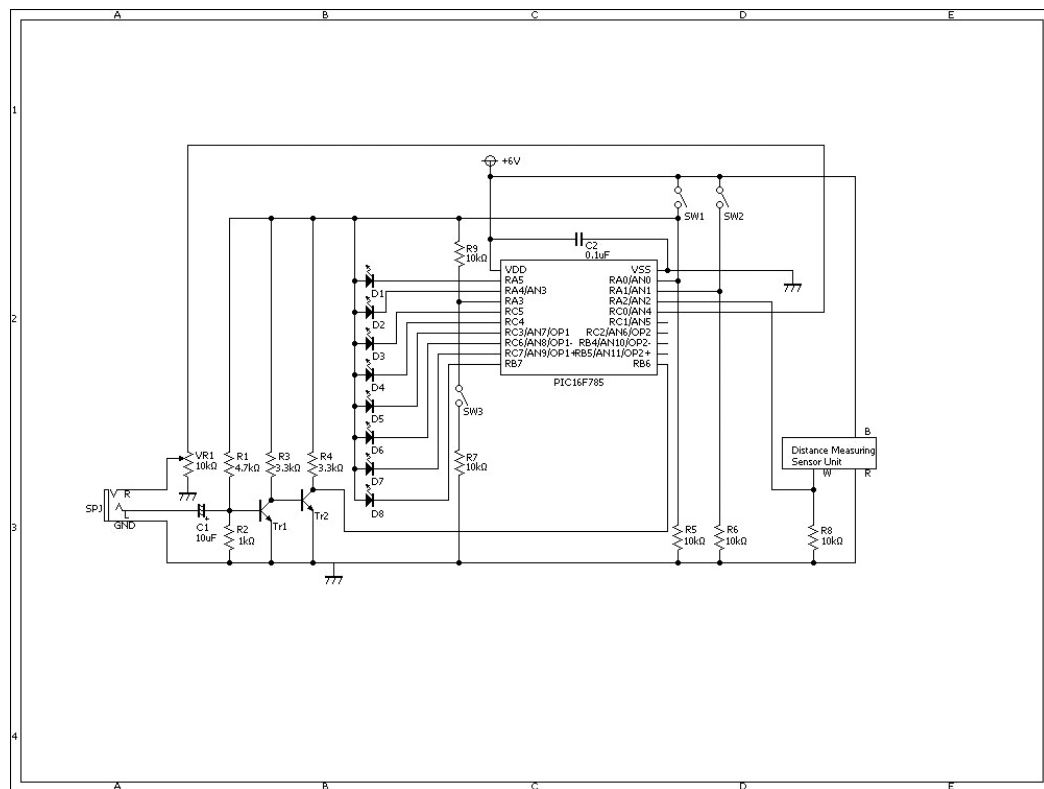 A B C D E
1
+6V
SW1 SW2
C2
0.1uF
R9
10kΩ
VDD VSS
RA5 RA0/AN0
RA4/AN3 RA1/AN1
RA3 RA2/AN2
RC5 RC0/AN4
RC4 RC1/AN5
RC3/AN7/OP1 RC2/AN6/OP2
RC6/AN8/OP1- RB4/AN10/OP2-
RC7/AN9/OP1+ RB5/AN11/OP2+
RB7 RB6
PIC16F785
D1
2
D2
D3
D4
D5
D6
D7
D8
SW3
R7
10kΩ
B
Distance Measuring
Sensor Unit
W R
VR1
10kΩ
R1
4.7kΩ
R3
3.3kΩ
R4
3.3kΩ
R
SPJ
L
GND
C1
10uF
+
R2
1kΩ
Tr1
Tr2
3
R5
10kΩ
R6
10kΩ
R8
10kΩ
4
A B C D E